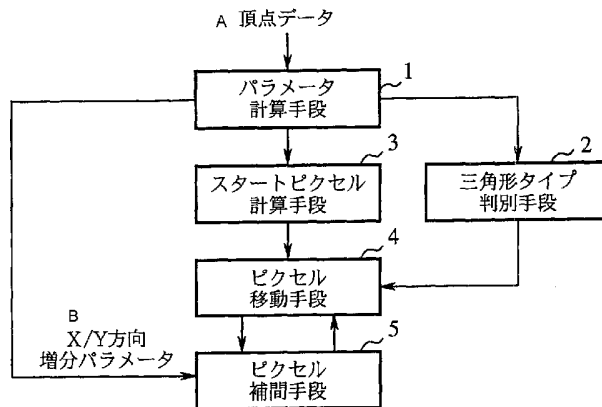 A 頂点データ
1
パラメータ
計算手段
3
スタートピクセル
計算手段
2
三角形タイプ
判別手段
4
ピクセル
移動手段
B
X/Y方向
増分パラメータ
5
ピクセル
補間手段